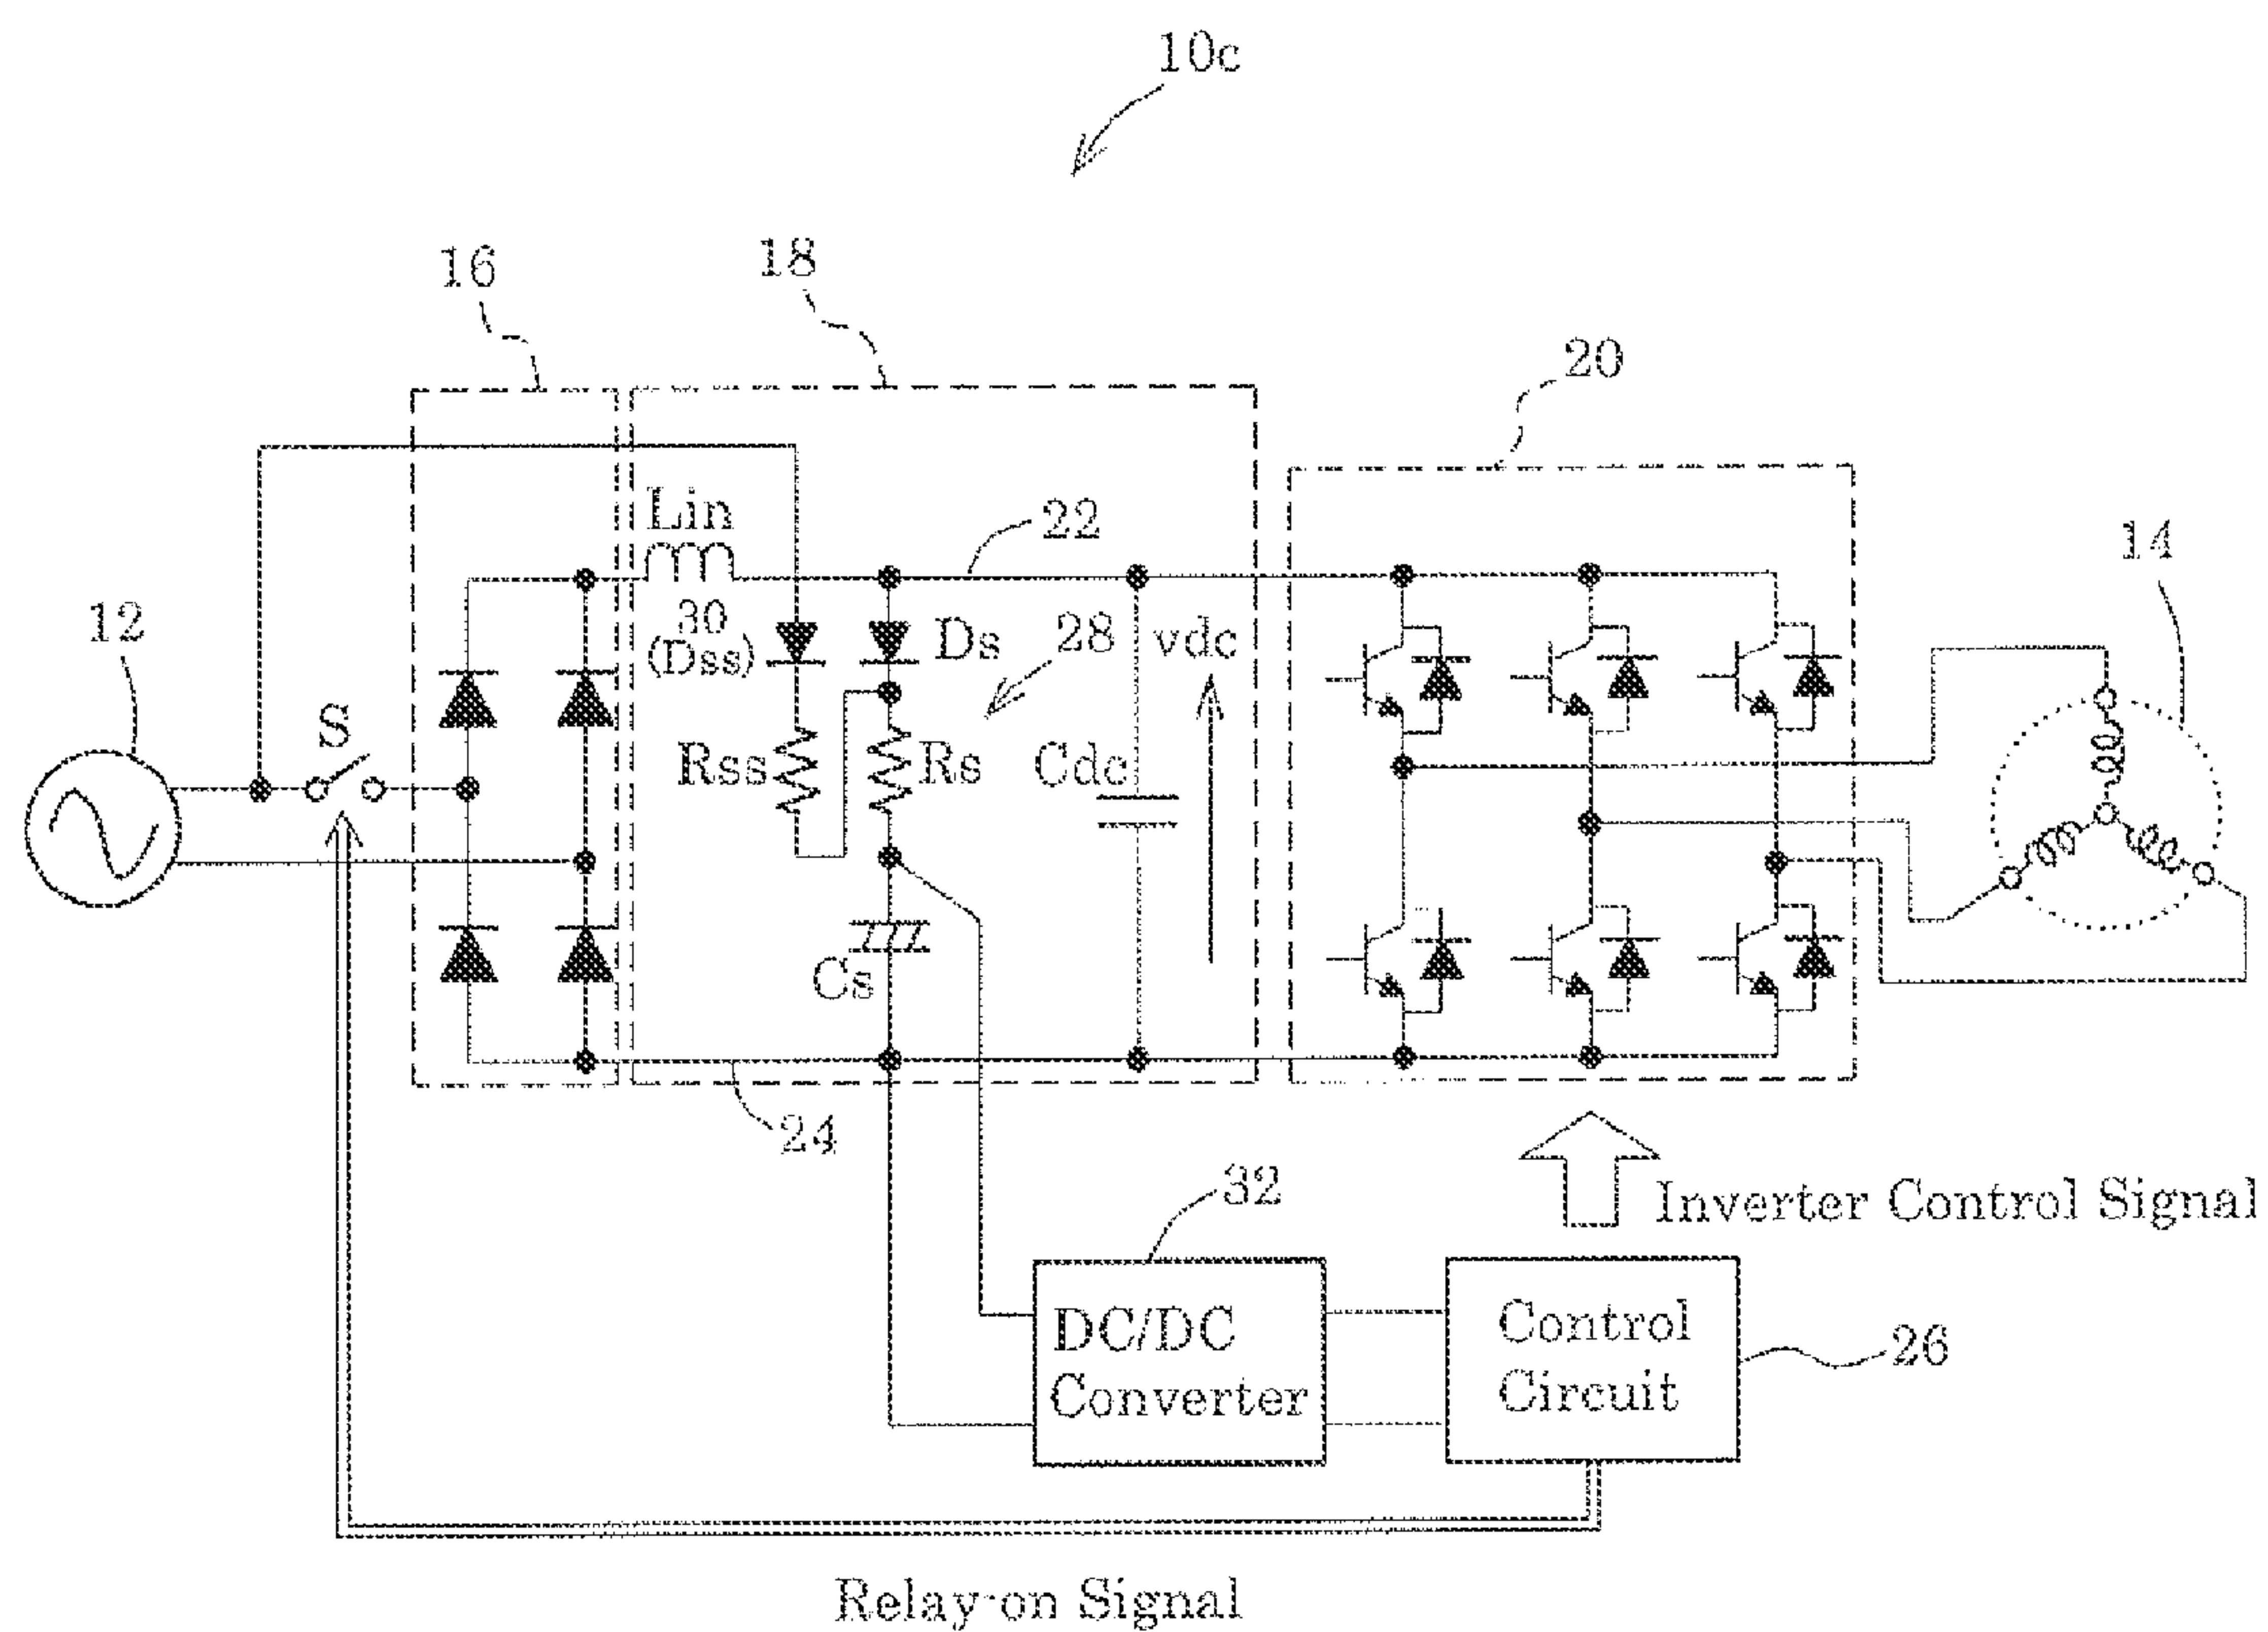 10c
16
18
20
Lin
22
14
12
30
(Dss)
Ds
28
vdc
S
Rss
Rs
Cdc
Cs
24
32
Inverter Control Signal
DC/DC
Converter
Control
Circuit
26
Relay-on Signal